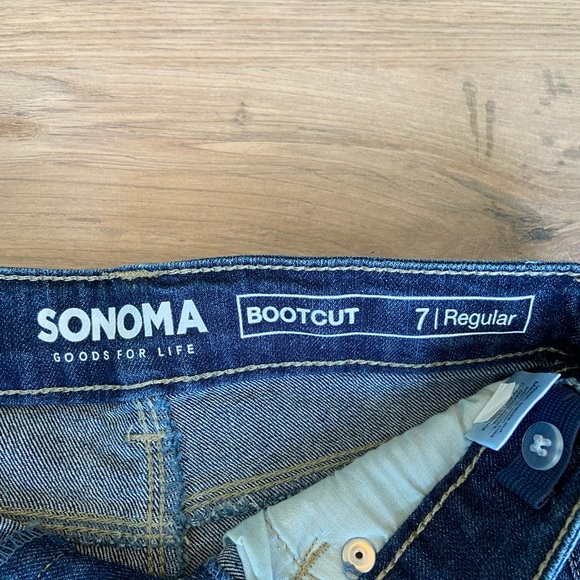 SONOMA
GOODS FOR LIFE
BOOTCUT 7 | Regular